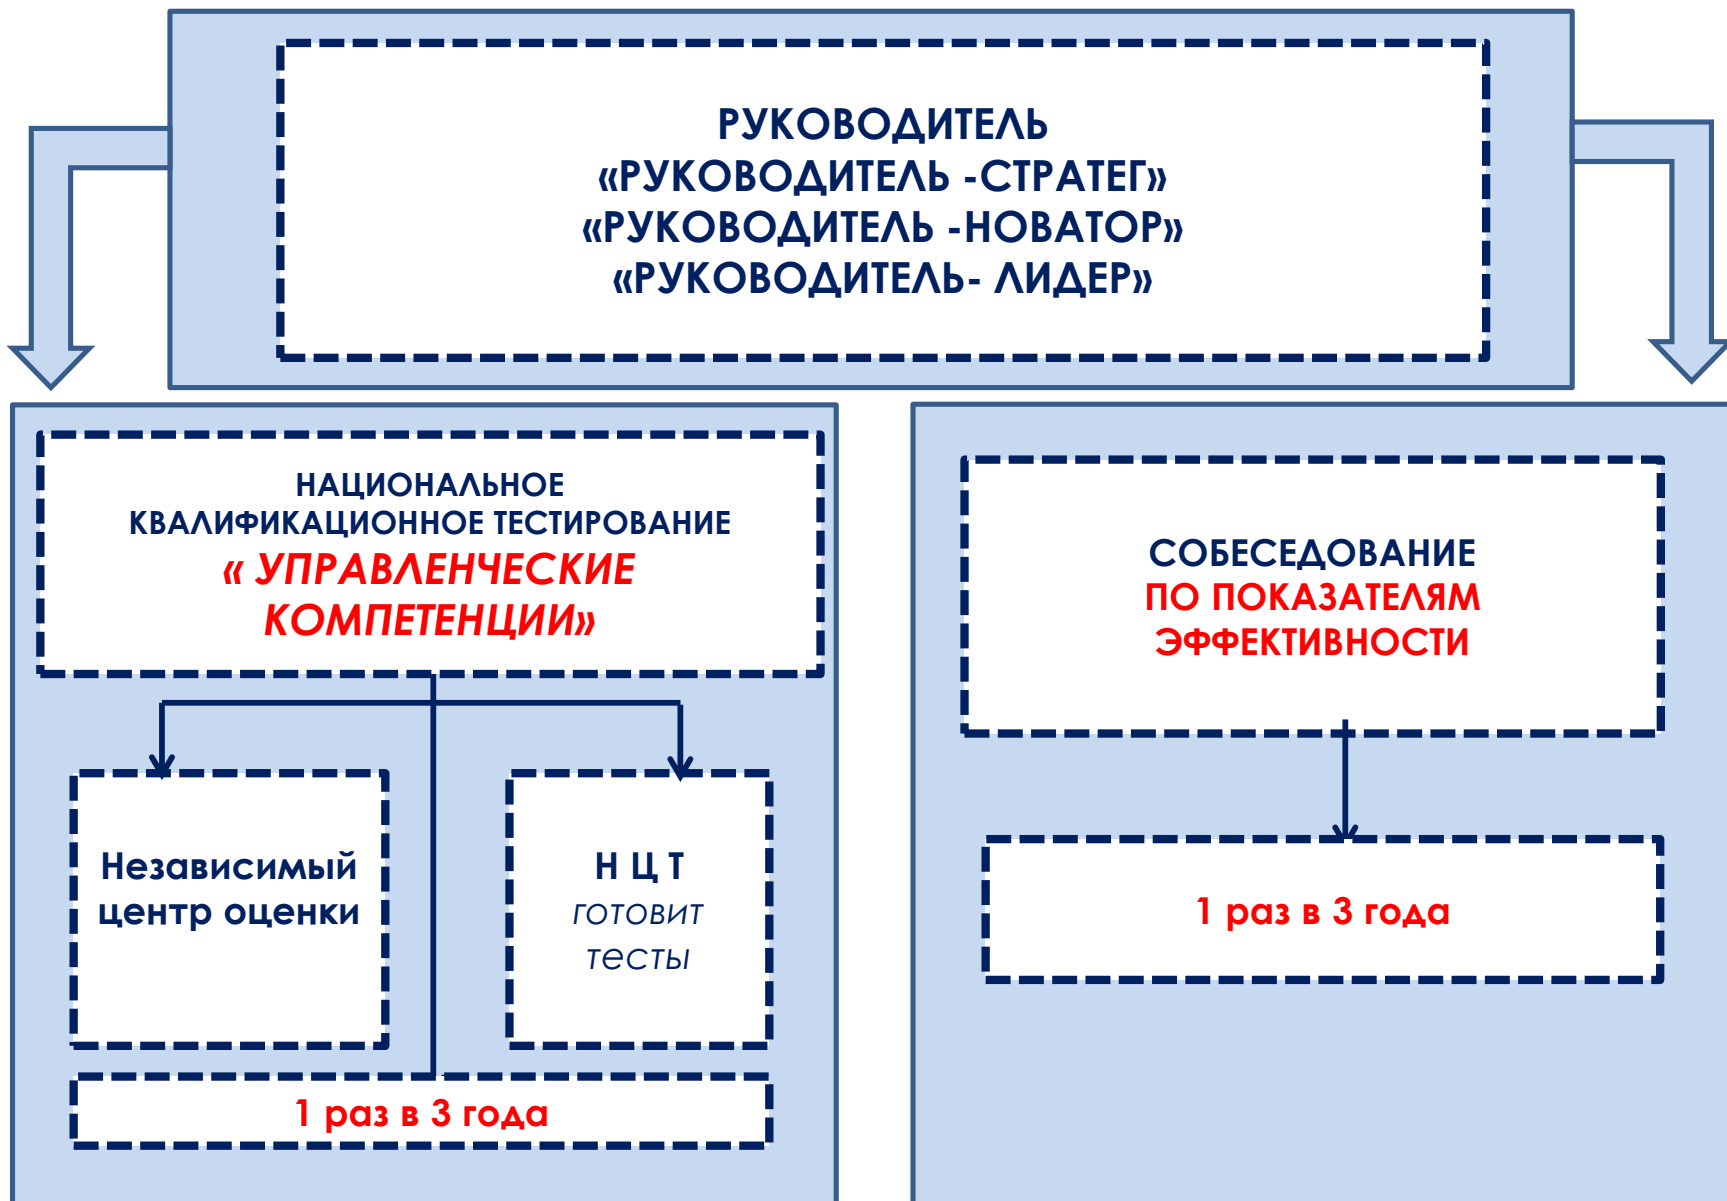 РУКОВОДИТЕЛЬ
«РУКОВОДИТЕЛЬ -СТРАТЕГ»
«РУКОВОДИТЕЛЬ -НОВАТОР»
«РУКОВОДИТЕЛЬ- ЛИДЕР»
НАЦИОНАЛЬНОЕ
КВАЛИФИКАЦИОННОЕ ТЕСТИРОВАНИЕ
« УПРАВЛЕНЧЕСКИЕ
КОМПЕТЕНЦИИ»
Независимый
центр оценки
Н Ц Т
готовит
тесты
1 раз в 3 года
СОБЕСЕДОВАНИЕ
ПО ПОКАЗАТЕЛЯМ
ЭФФЕКТИВНОСТИ
1 раз в 3 года